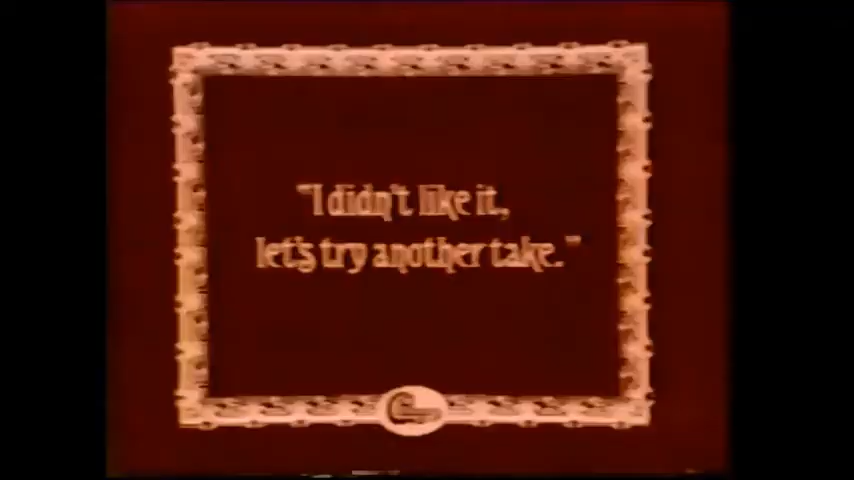 "I didn't like it,
let's try another take."